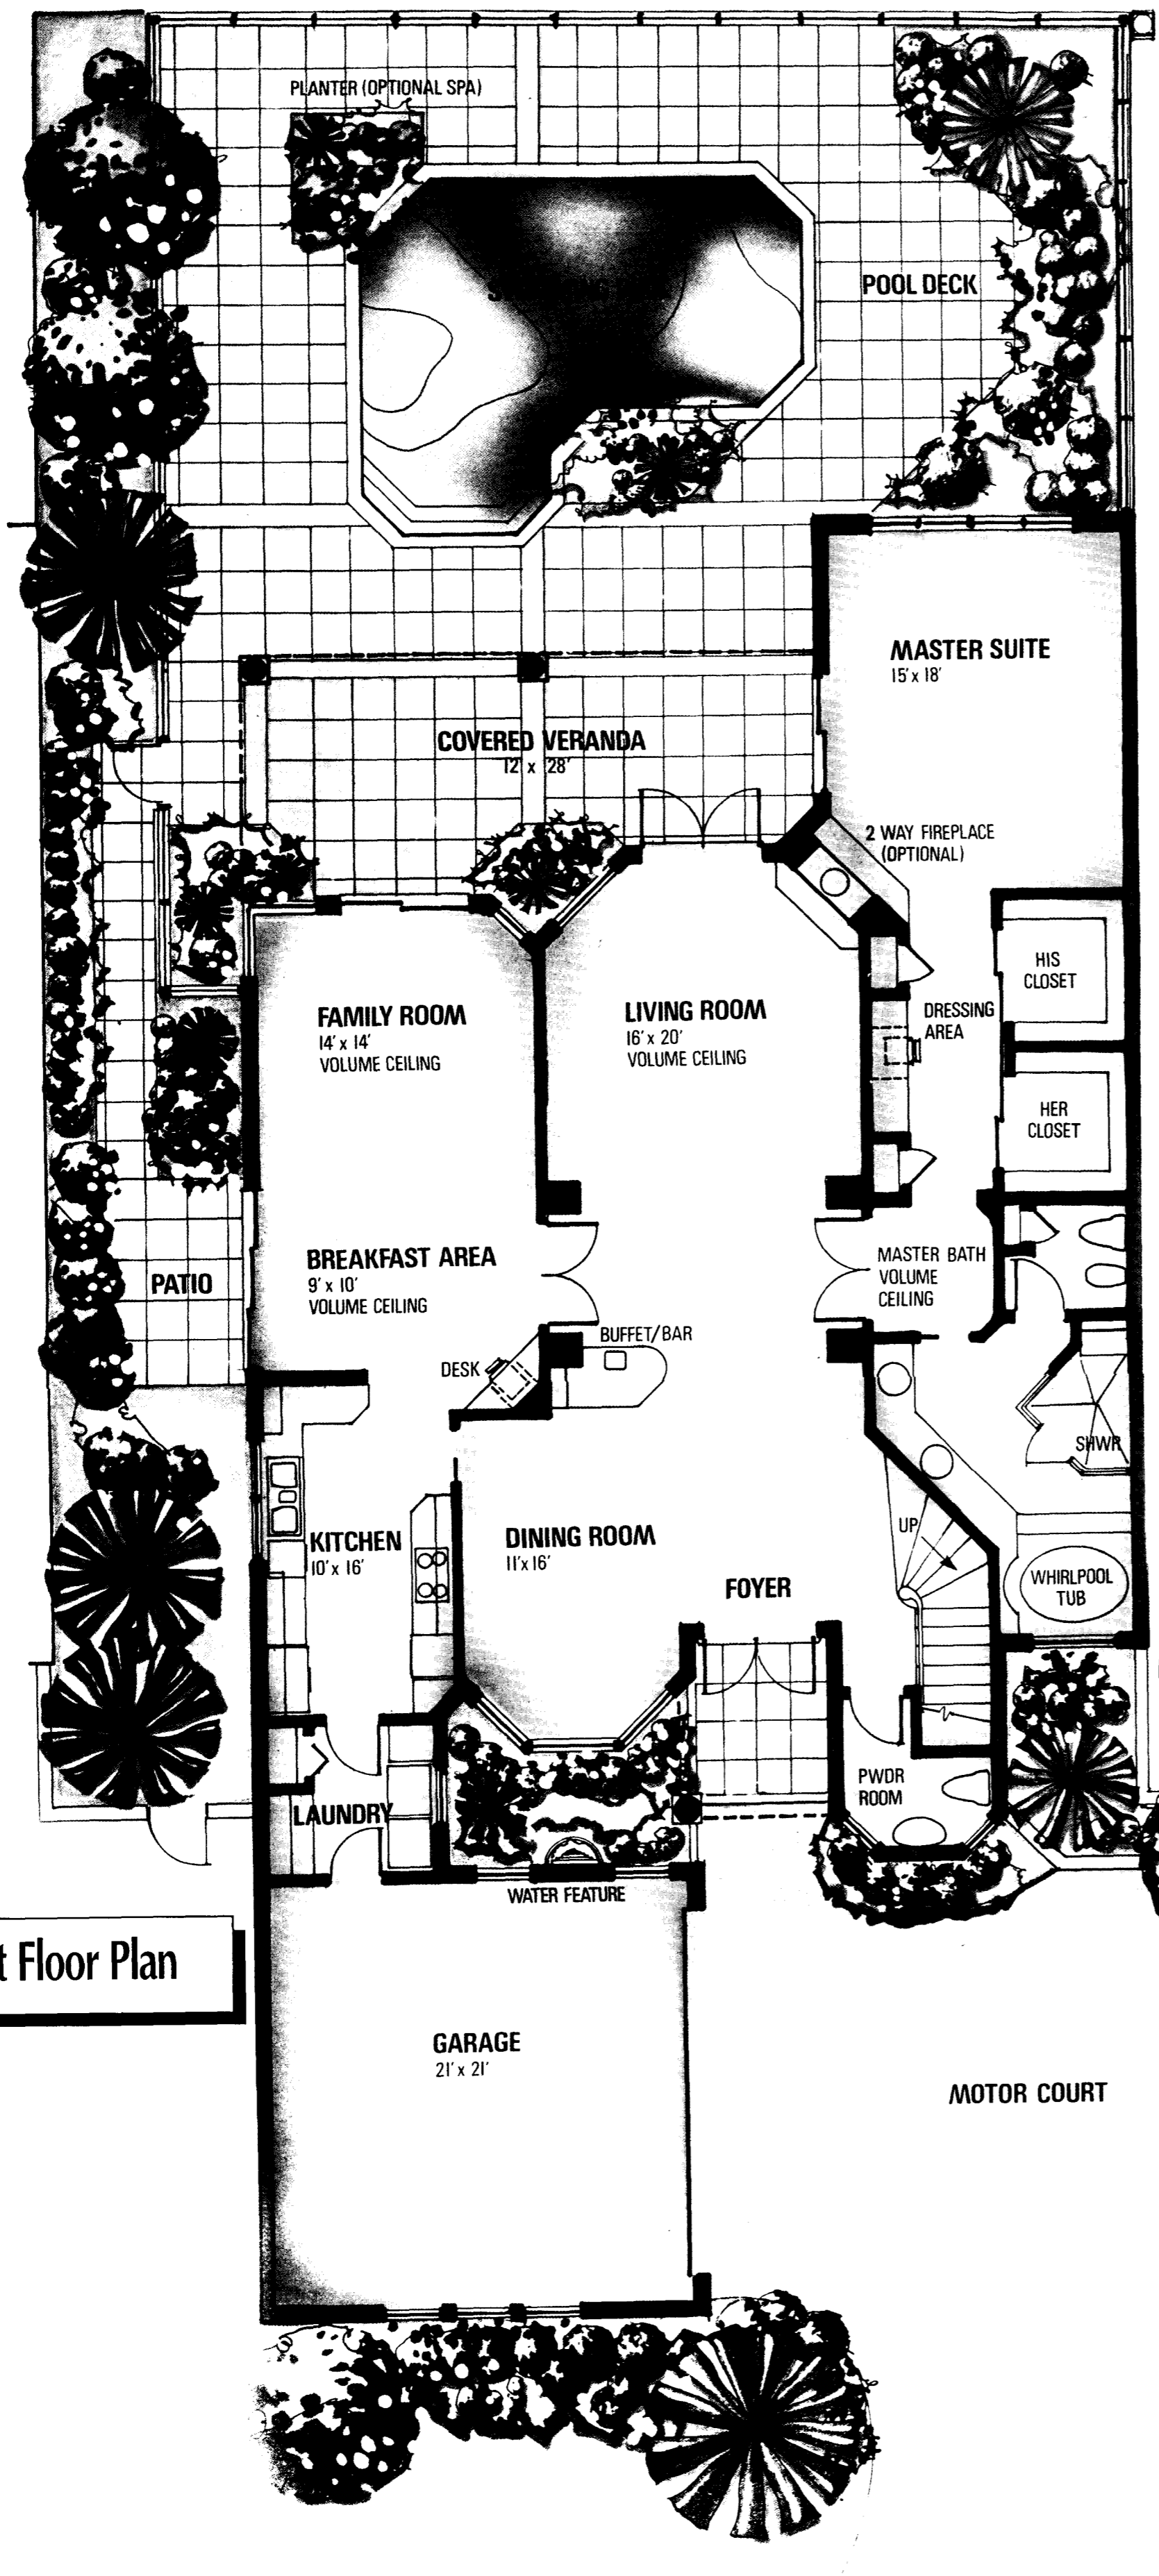 PLANTER (OPTIONAL SPA)
POOL DECK
MASTER SUITE
15' x 18'
COVERED VERANDA
12' x 28'
2 WAY FIREPLACE
(OPTIONAL)
HIS
CLOSET
FAMILY ROOM
14' x 14'
VOLUME CEILING
LIVING ROOM
16' x 20'
VOLUME CEILING
DRESSING
AREA
HER
CLOSET
BREAKFAST AREA
9' x 10'
VOLUME CEILING
PATIO
MASTER BATH
VOLUME
CEILING
BUFFET/BAR
DESK
SHWR
KITCHEN
10' x 16'
DINING ROOM
11' x 16'
UP
FOYER
WHIRLPOOL
TUB
PWDR
ROOM
LAUNDRY
WATER FEATURE
t Floor Plan
GARAGE
21' x 21'
MOTOR COURT